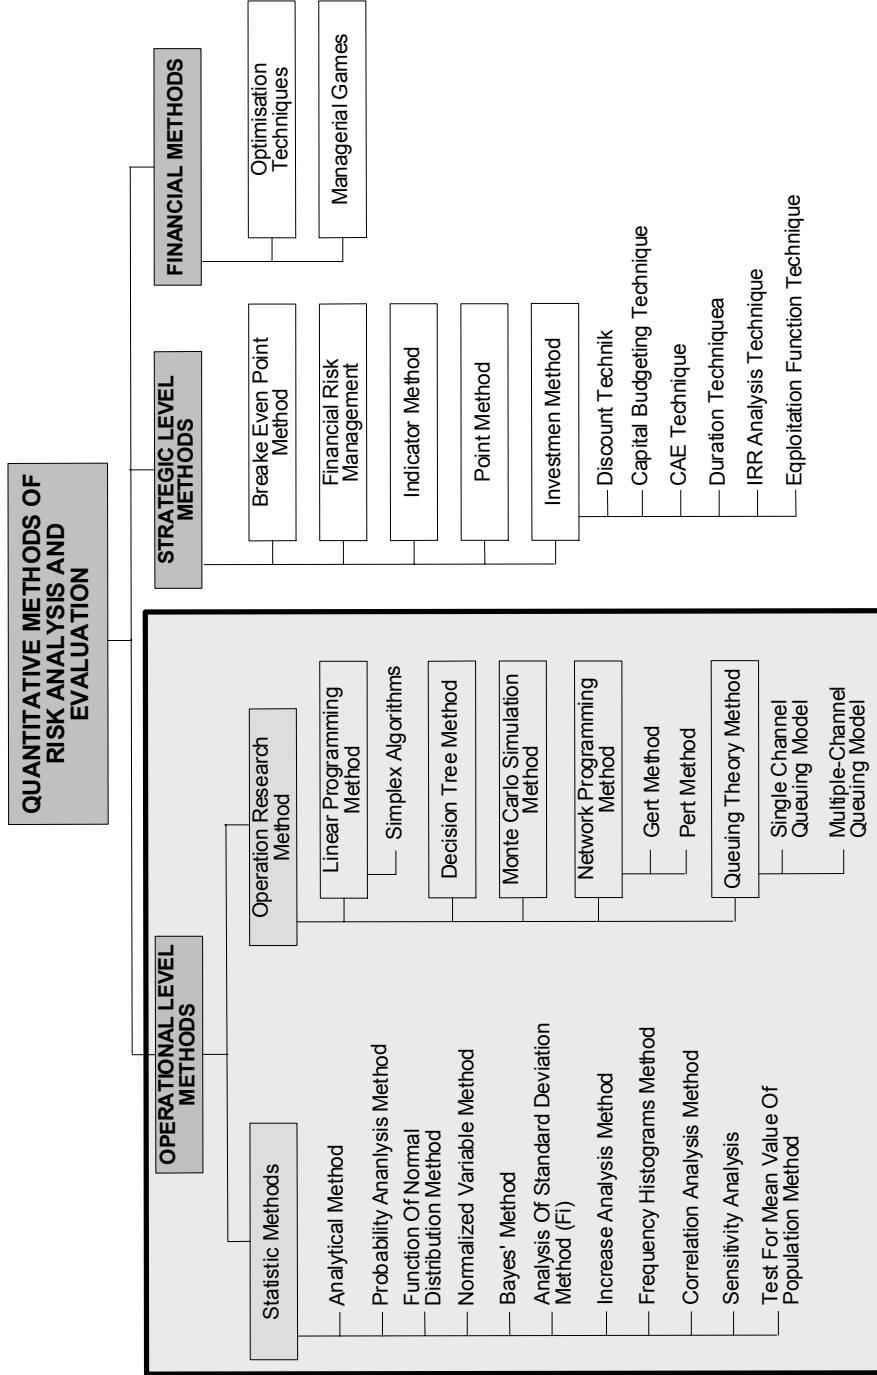 QUANTITATIVE METHODS OF
RISK ANALYSIS AND
EVALUATION
OPERATIONAL LEVEL
METHODS
Statistic Methods
Analytical Method
Probability Ananlysis Method
Function Of Normal
Distribution Method
Normalized Variable Method
Bayes' Method
Analysis Of Standard Deviation
Method (Fi)
Increase Analysis Method
Frequency Histograms Method
Correlation Analysis Method
Sensitivity Analysis
Test For Mean Value Of
Population Method
Operation Research
Method
Linear Programming
Method
Simplex Algorithms
Decision Tree Method
Monte Carlo Simulation
Method
Network Programming
Method
Gert Method
Pert Method
Queuing Theory Method
Single Channel
Queuing Model
Multiple-Channel
Queuing Model
STRATEGIC LEVEL
METHODS
Breake Even Point
Method
Financial Risk
Management
Indicator Method
Point Method
Investmen Method
Discount Technik
Capital Budgeting Technique
CAE Technique
Duration Techniquea
IRR Analysis Technique
Eqploitation Function Technique
FINANCIAL METHODS
Optimisation
Techniques
Managerial Games